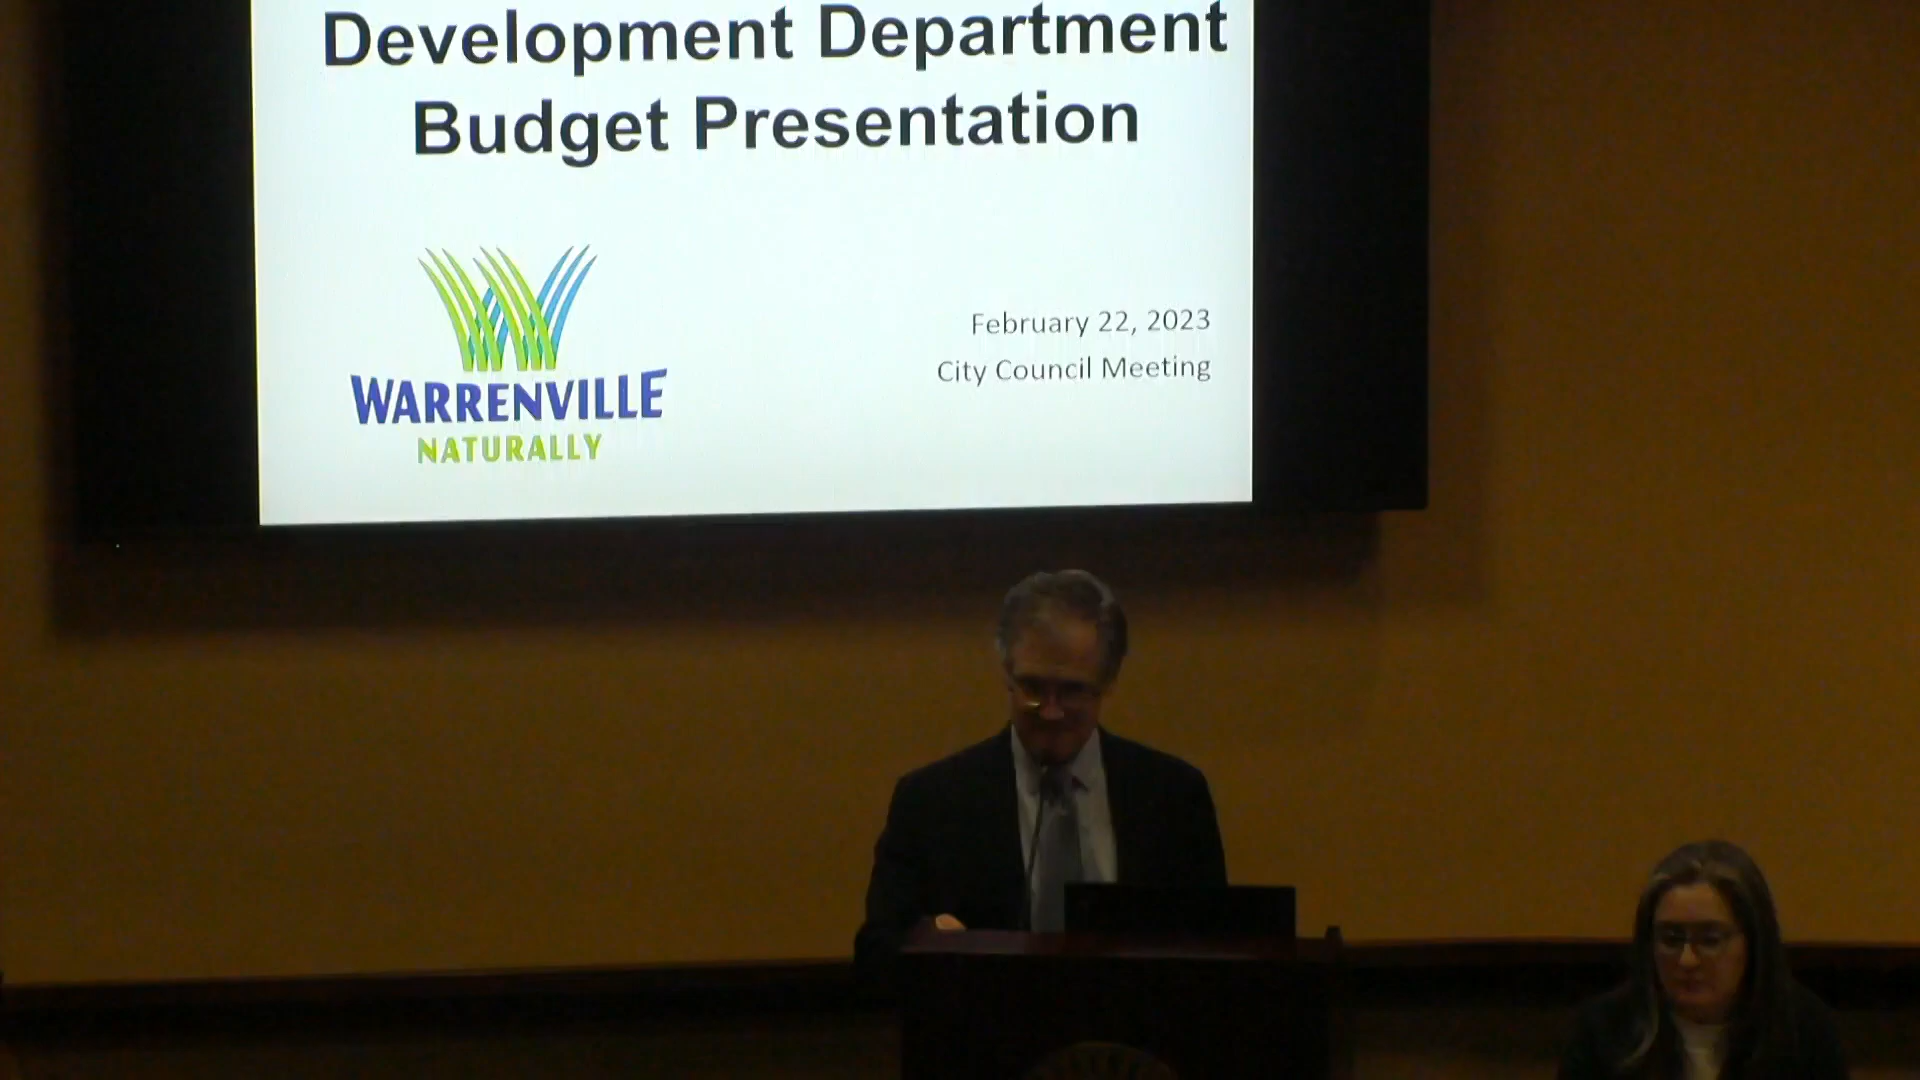 Development Department
Budget Presentation
WARRENVILLE
NATURALLY
February 22, 2023
City Council Meeting